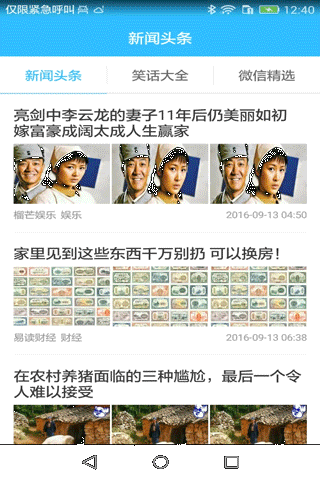 仅限紧急呼叫 12:40
新闻头条
新闻头条 笑话大全 微信精选
亮剑中李云龙的妻子11年后仍美丽如初
嫁富豪成阔太成人生赢家
榴芒娱乐 娱乐 2016-09-13 04:50
家里见到这些东西千万别扔 可以换房！
易读财经 财经 2016-09-13 06:38
在农村养猪面临的三种尴尬，最后一个令
人难以接受